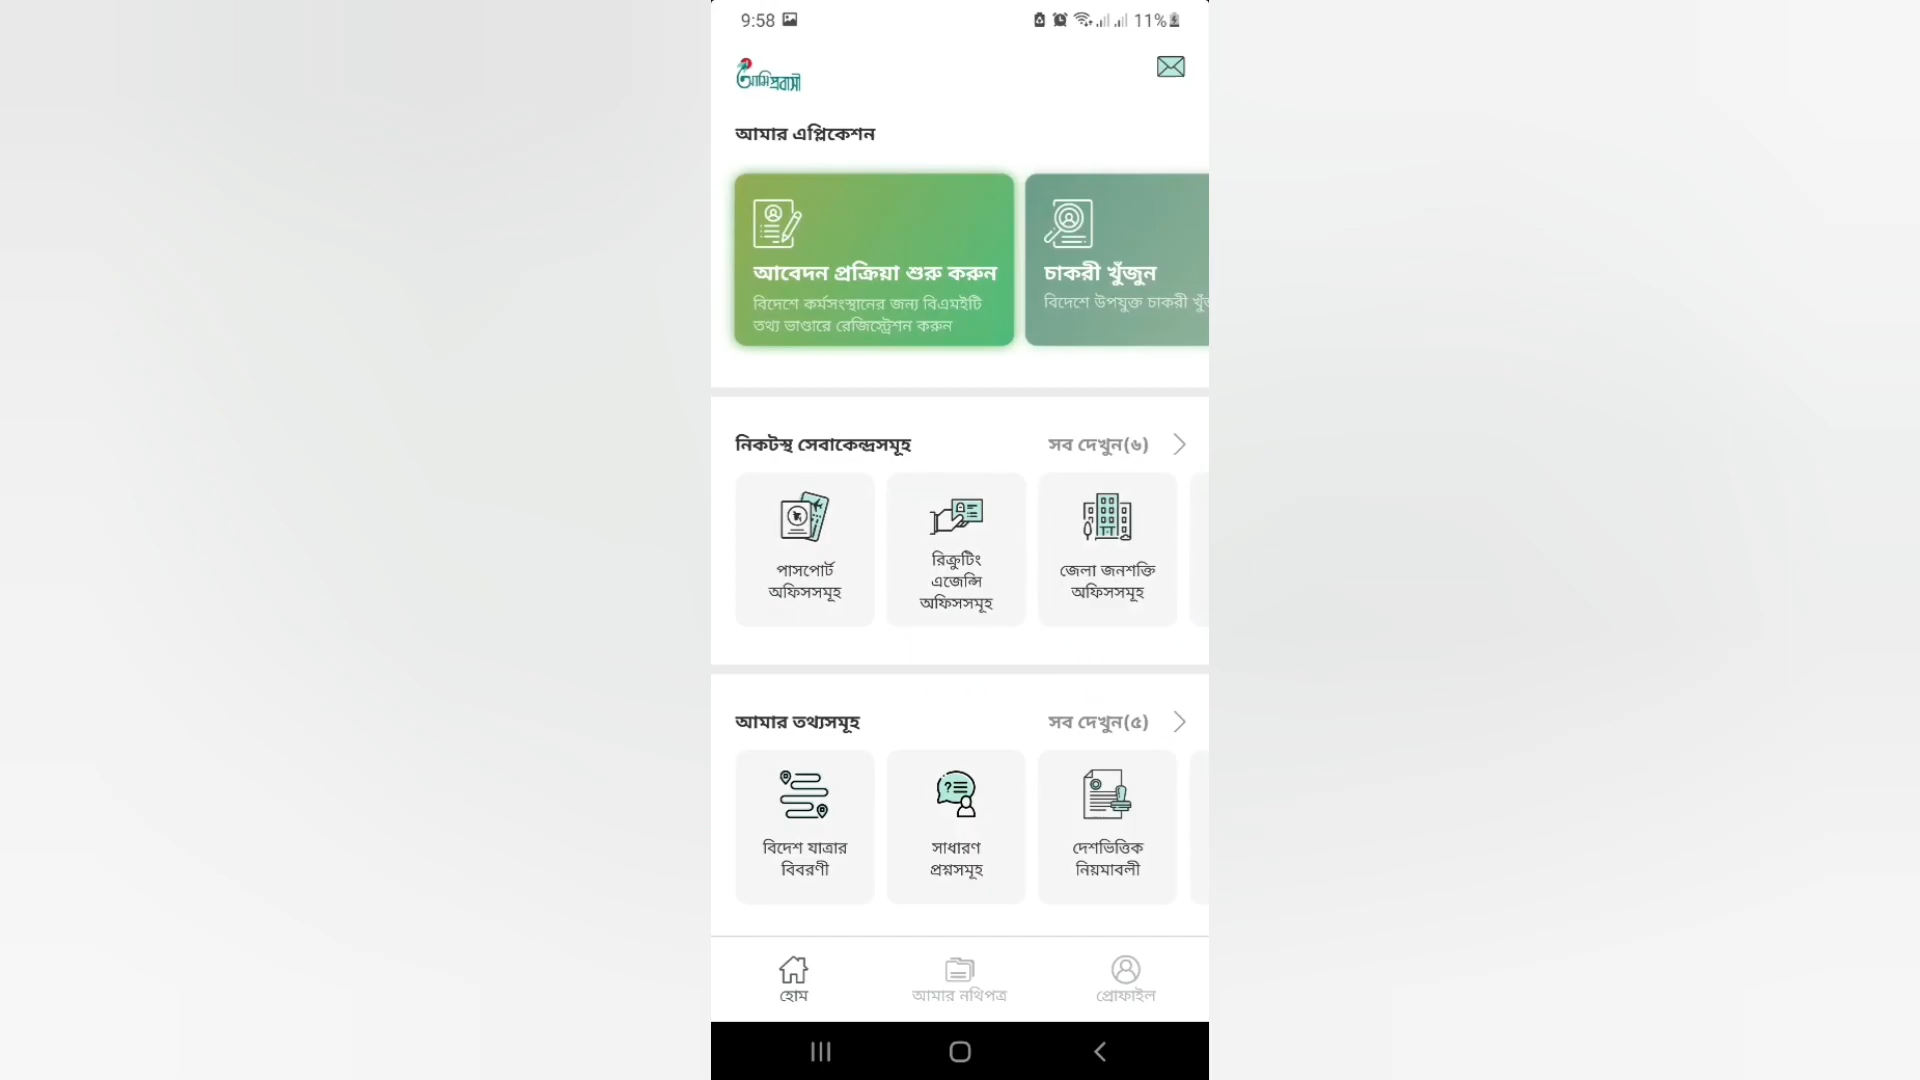 9:58
11%
আমি প্রবাসী
আমার এপ্লিকেশন
আবেদন প্রক্রিয়া শুরু করুন
বিদেশে কর্মসংস্থানের জন্য বিএমইটি
তথ্য ভাণ্ডারে রেজিস্ট্রেশন করুন
চাকরী খুঁজুন
বিদেশে উপযুক্ত চাকরী
নিকটস্থ সেবাকেন্দ্রসমূহ
সব দেখুন(৬)
পাসপোর্ট
অফিসসমূহ
রিক্রুটিং
এজেন্সি
অফিসসমূহ
জেলা জনশক্তি
অফিসসমূহ
আমার তথ্যসমূহ
সব দেখুন(৫)
বিদেশ যাত্রার
বিবরণী
সাধারণ
প্রশ্নসমূহ
দেশভিত্তিক
নিয়মাবলী
হোম
আমার নথিপত্র
প্রোফাইল